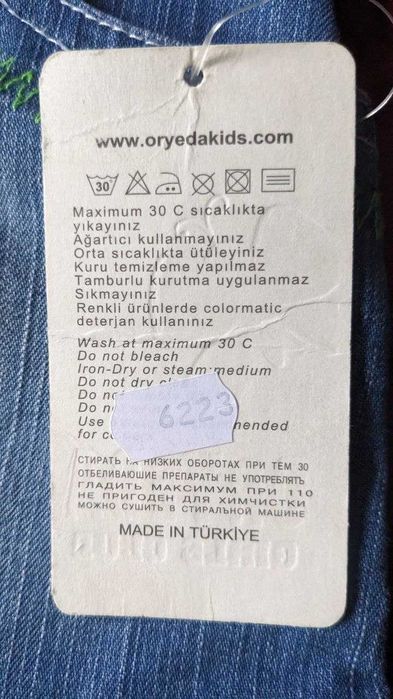 www.oryedakids.com
30
Maximum 30 C sıcaklıkta
yıkayınız
Ağartıcı kullanmayınız
Orta sıcaklıkta ütüleyiniz
Kuru temizleme yapılmaz
Tamburlu kurutma uygulanmaz
Sıkmayınız
Renkli ürünlerde colormatic
deterjan kullanınız
Wash at maximum 30 C
Do not bleach
Iron-Dry or steam:medium
Do not dry
Do
Do
Use
for
6223
СТИРАТЬ НА НИЗКИХ ОБОРОТАХ ПРИ ТЕМ 30
ОТБЕЛИВАЮШИЕ ПРЕПАРАТЫ НЕ УПОТРЕБЛЯТЬ
ГЛАДИТЬ МАКСИМУМ ПРИ 110
НЕ ПРИГОДЕН ДЛЯ ХИМЧИСТКИ
МОЖНО СУШИТЬ В СТИРАЛЬНОЙ МАШИНЕ
MADE IN TÜRKİYE